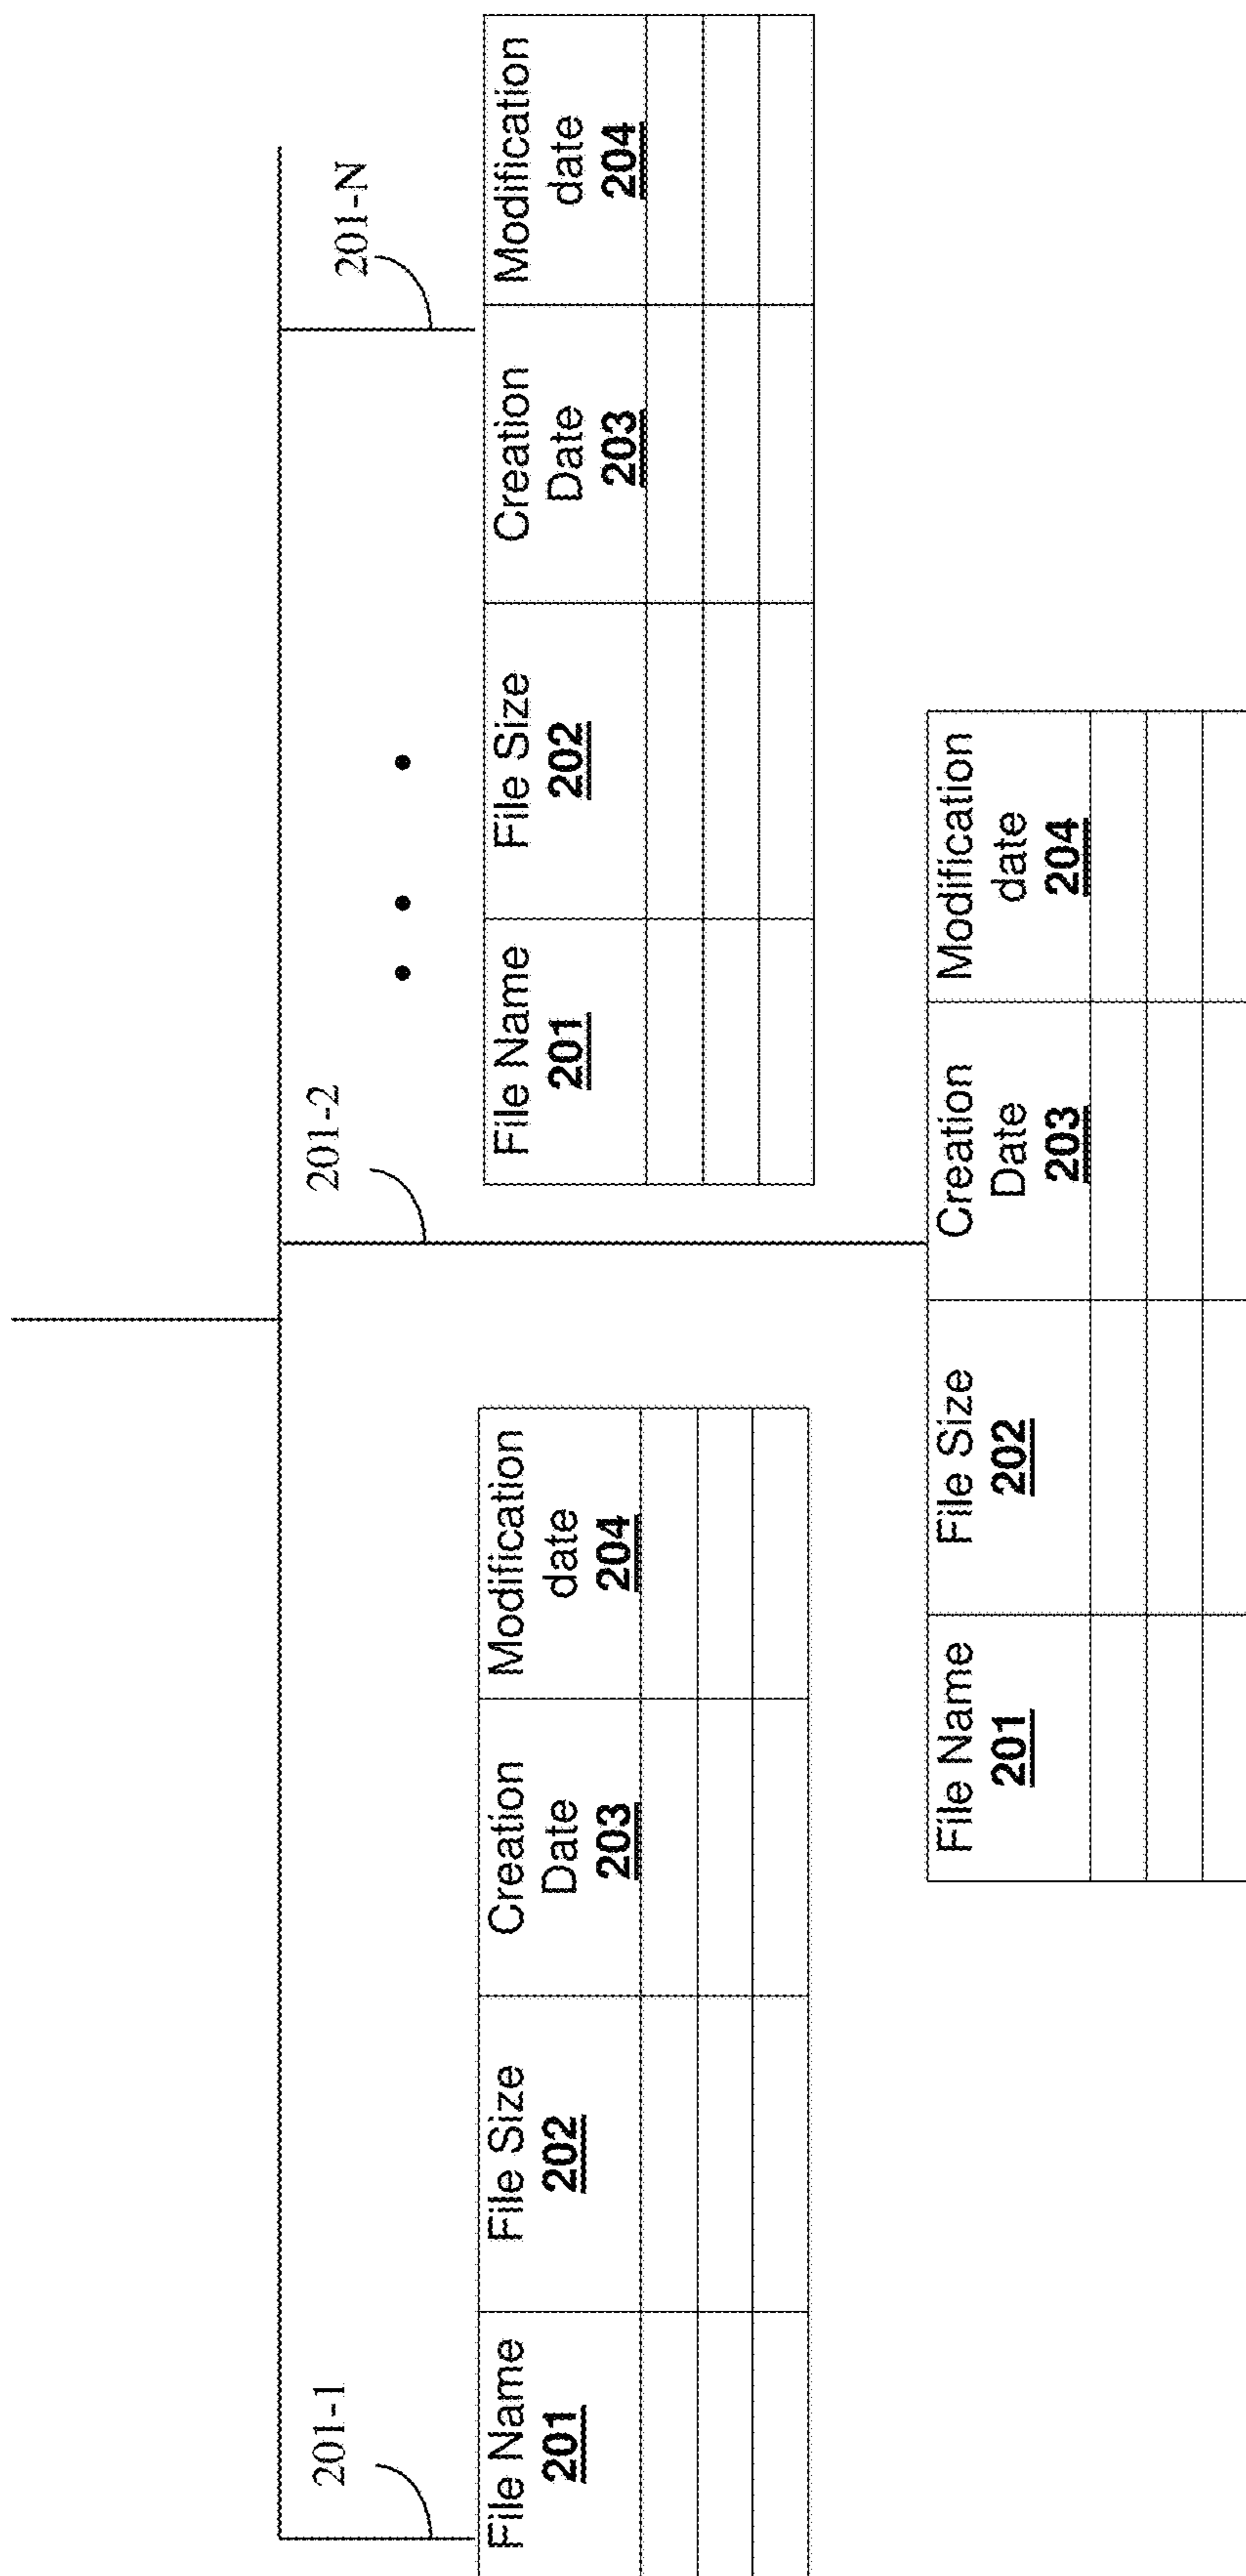 201-1
201-2
201-N
File Name
201
File Size
202
Creation
Date
203
Modification
date
204
File Name
201
File Size
202
Creation
Date
203
Modification
date
204
File Name
201
File Size
202
Creation
Date
203
Modification
date
204